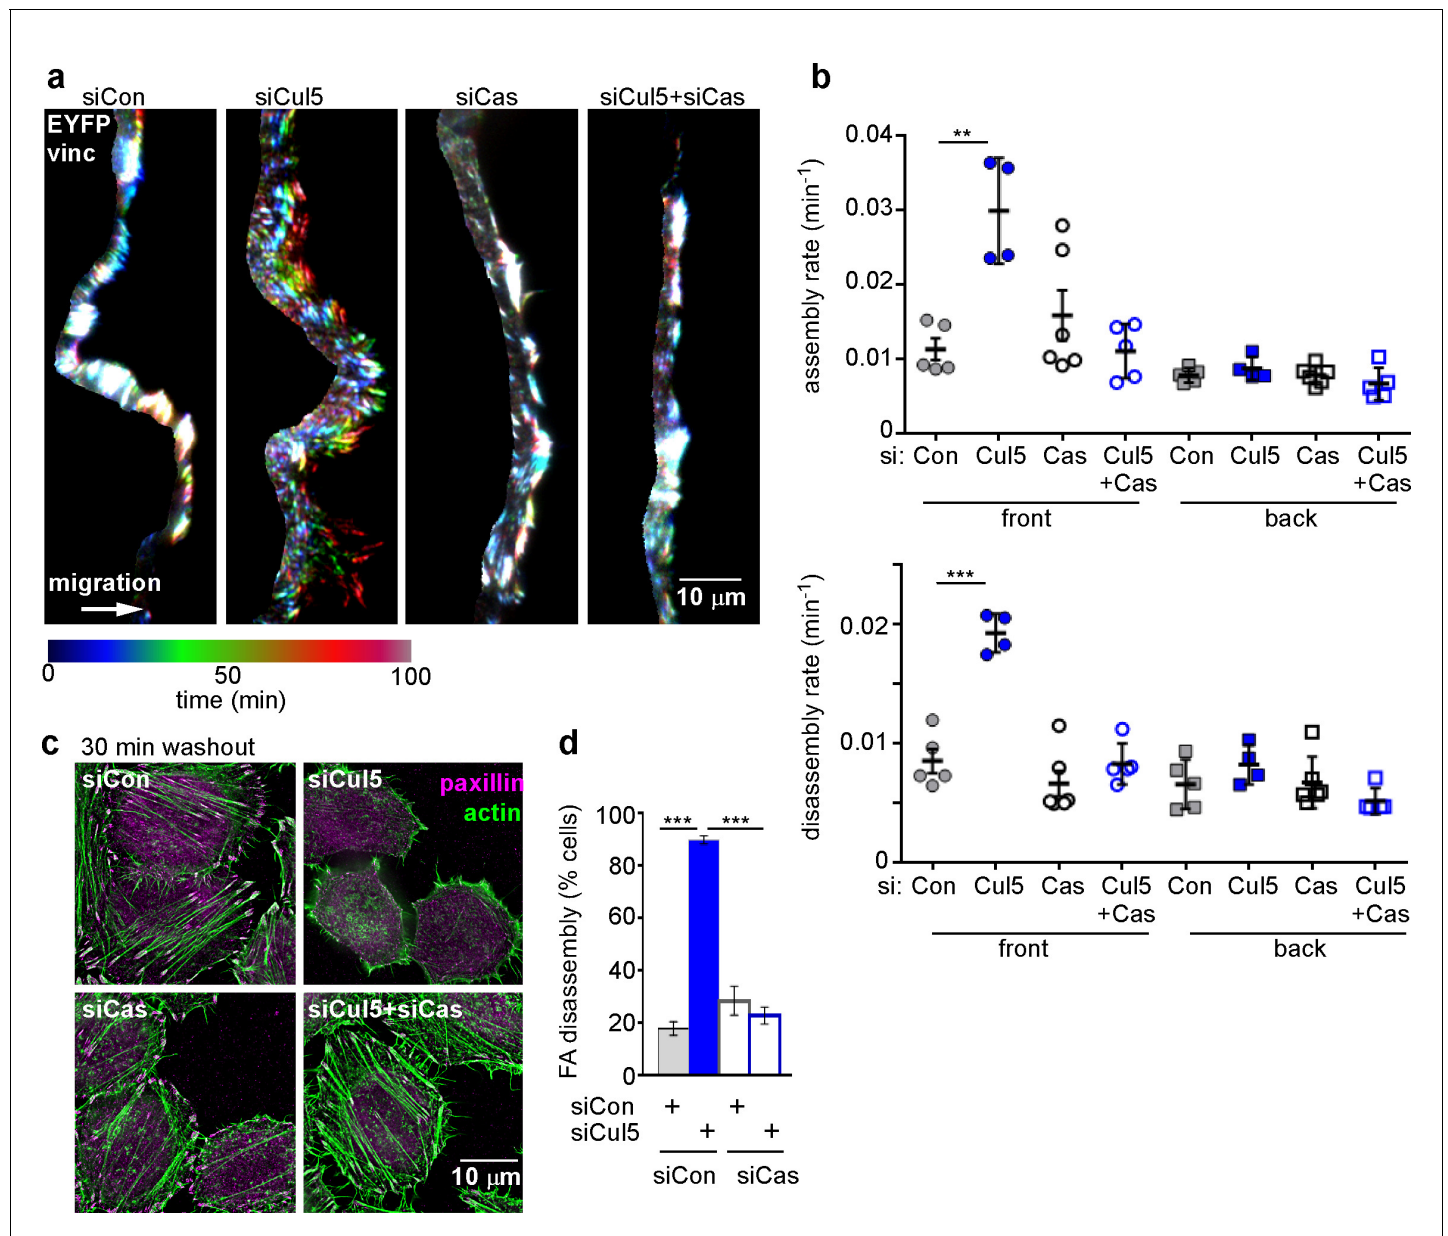 a
siCon siCul5 siCas siCul5+siCas
EYFP
vinc
migration
10 μm
0 50 100
time (min)
b
0.04
0.03
0.02
0.01
0
assembly rate (min-1)
**
si: Con Cul5 Cas Cul5 Con Cul5 Cas Cul5
+Cas +Cas
front back
0.02
0.01
0
disassembly rate (min-1)
***
si: Con Cul5 Cas Cul5 Con Cul5 Cas Cul5
+Cas +Cas
front back
c 30 min washout
siCon siCul5
paxillin
actin
siCas siCul5+siCas
10 μm
d
100
80
60
40
20
0
FA disassembly (% cells)
*** ***
siCon + +
siCul5 + +
siCon siCas